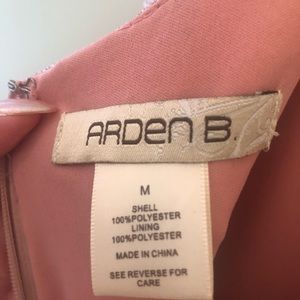 ARDEN B.
M
SHELL
100%POLYESTER
LINING
100%POLYESTER
MADE IN CHINA
SEE REVERSE FOR
CARE